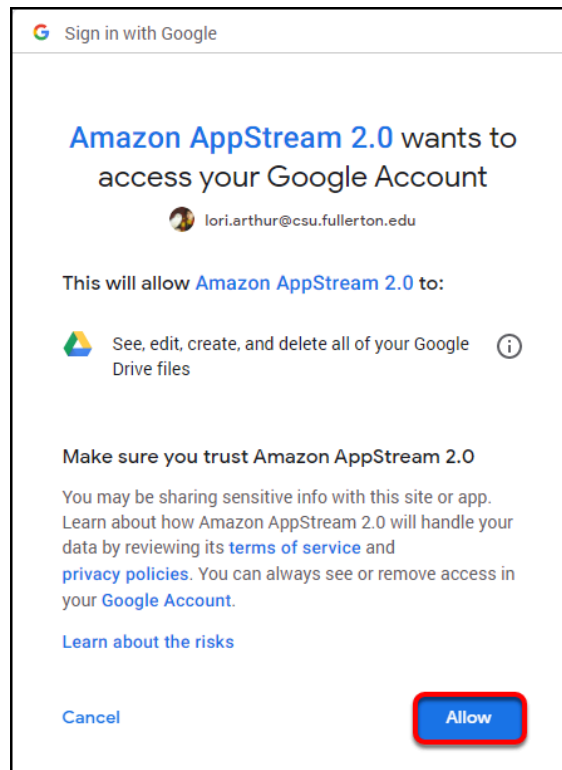 Sign in with Google
Amazon AppStream 2.0 wants to
access your Google Account
lori.arthur@csu.fullerton.edu
This will allow Amazon AppStream 2.0 to:
See, edit, create, and delete all of your Google
Drive files
Make sure you trust Amazon AppStream 2.0
You may be sharing sensitive info with this site or app.
Learn about how Amazon AppStream 2.0 will handle your
data by reviewing its terms of service and
privacy policies. You can always see or remove access in
your Google Account.
Learn about the risks
Cancel
Allow